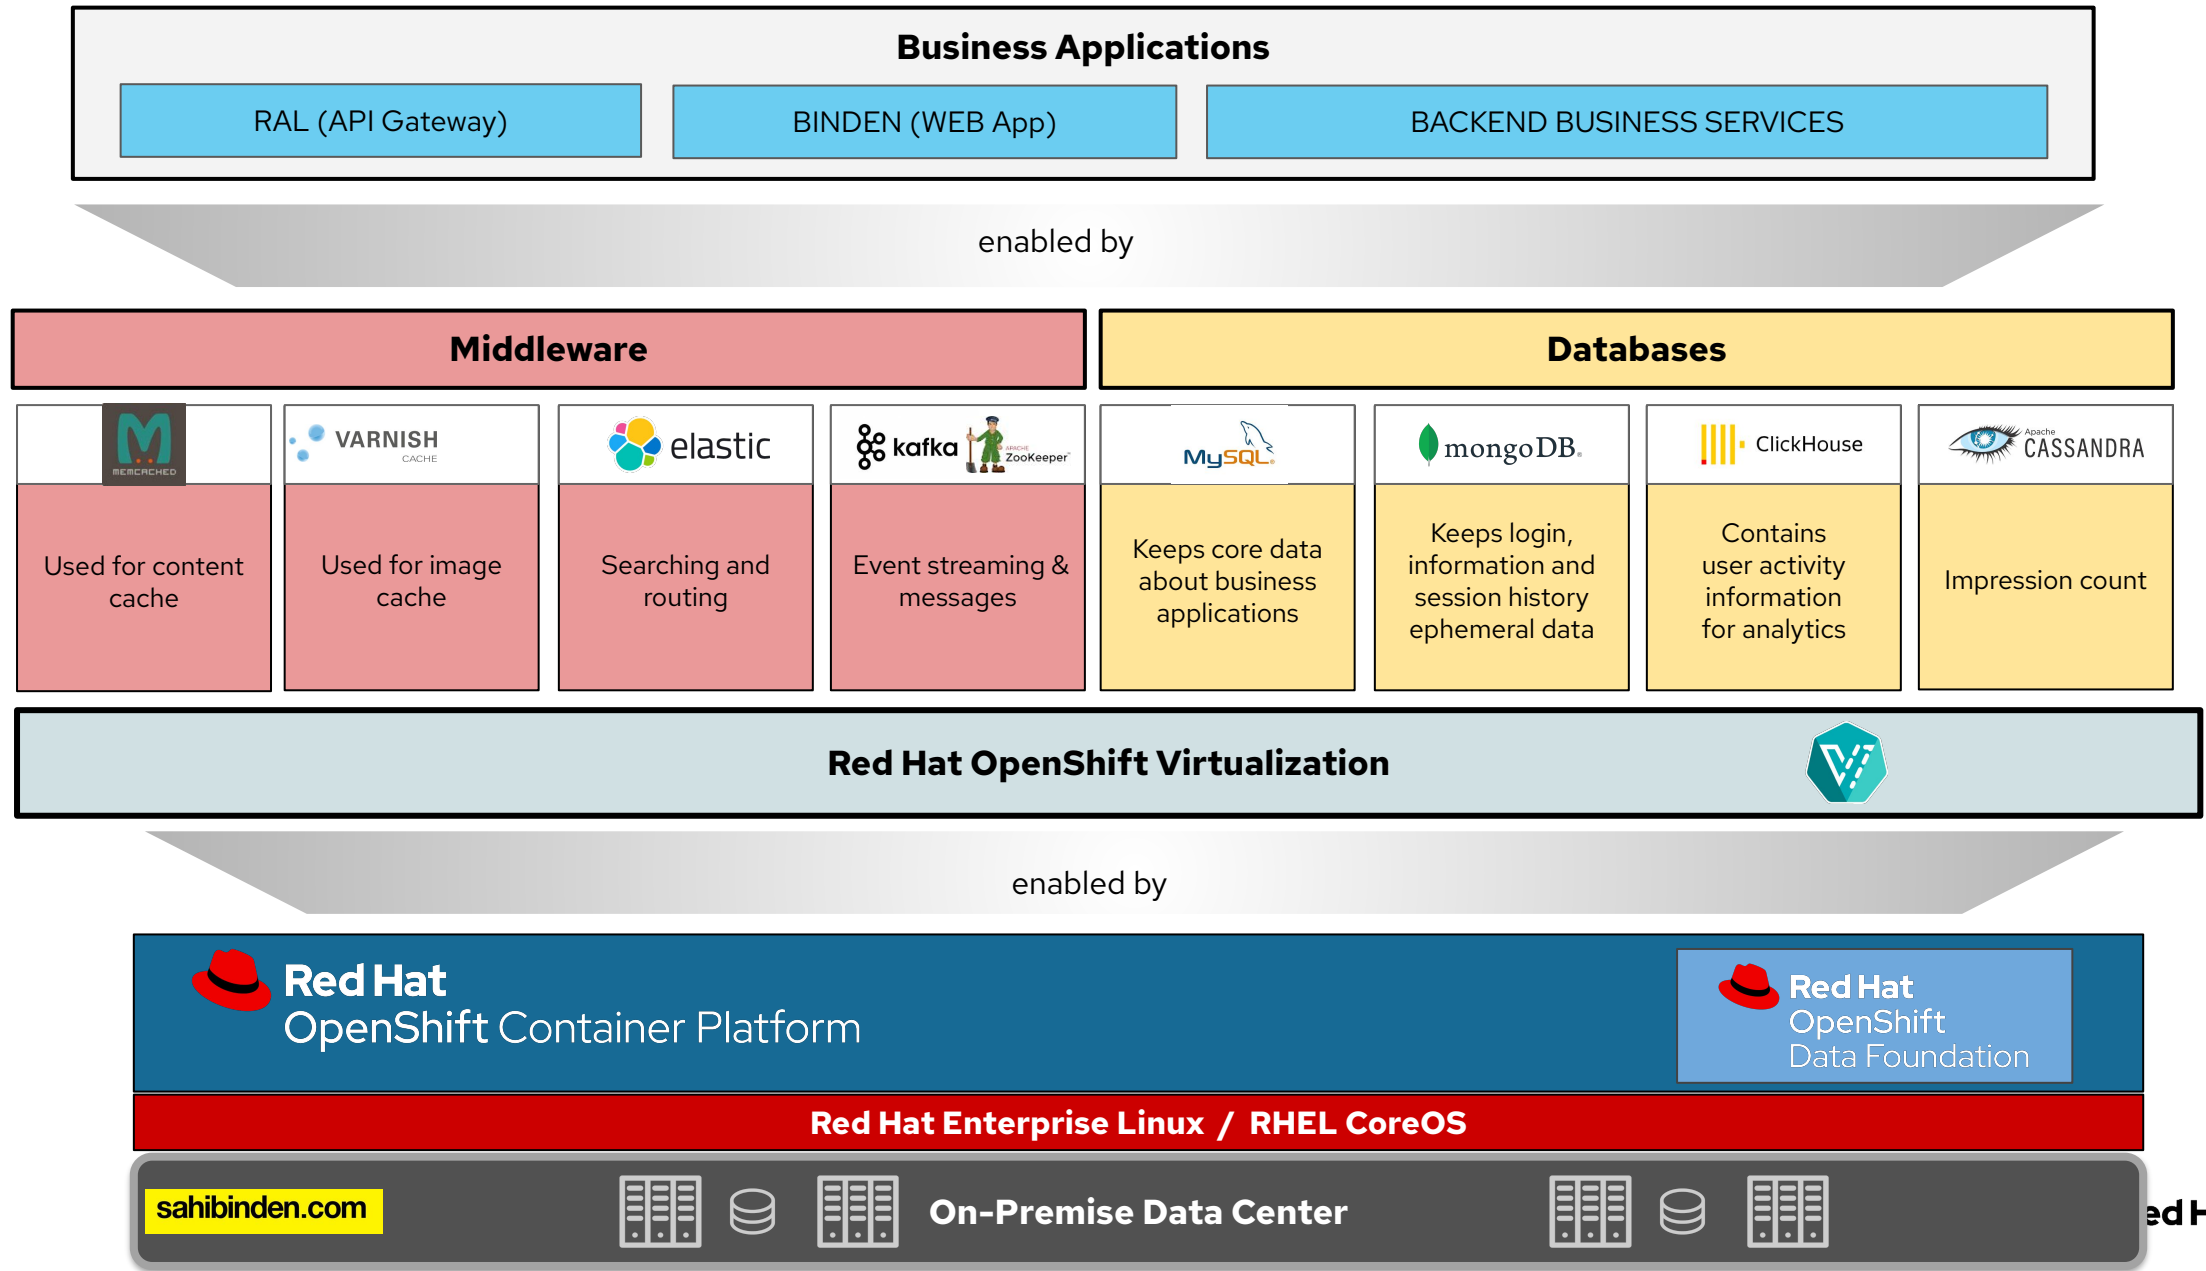 Business Applications
RAL (API Gateway)
BINDEN (WEB App)
BACKEND BUSINESS SERVICES
enabled by
Middleware
Databases
MEMCACHED
VARNISH
CACHE
elastic
kafka
APACHE
ZooKeeper™
MySQL®
mongoDB®
ClickHouse
Apache
CASSANDRA
Used for content
cache
Used for image
cache
Searching and
routing
Event streaming &
messages
Keeps core data
about business
applications
Keeps login,
information and
session history
ephemeral data
Contains
user activity
information
for analytics
Impression count
Red Hat OpenShift Virtualization
enabled by
Red Hat
OpenShift Container Platform
Red Hat
OpenShift
Data Foundation
Red Hat Enterprise Linux / RHEL CoreOS
sahibinden.com
On-Premise Data Center
ed H